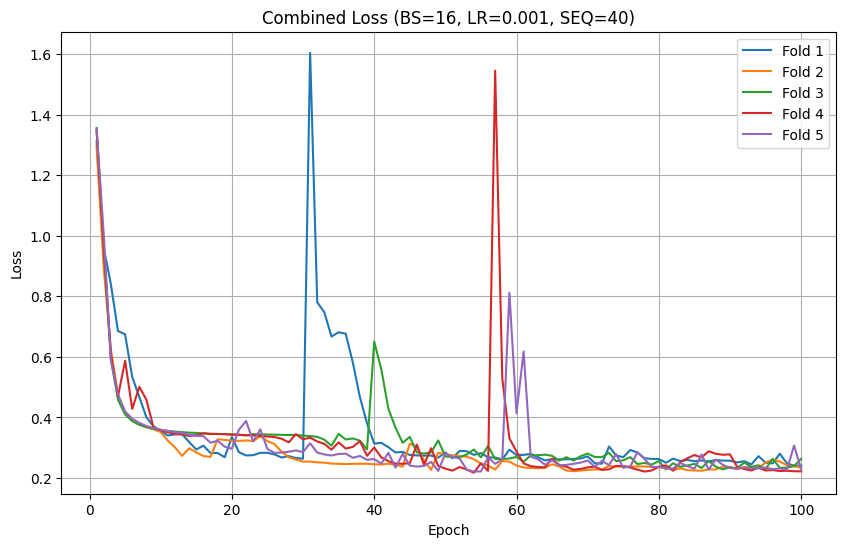 Combined Loss (BS=16, LR=0.001, SEQ=40)
Fold 1
Fold 2
Fold 3
Fold 4
Fold 5
Loss
1.6
1.4
1.2
1.0
0.8
0.6
0.4
0.2
0
20
40
60
80
100
Epoch